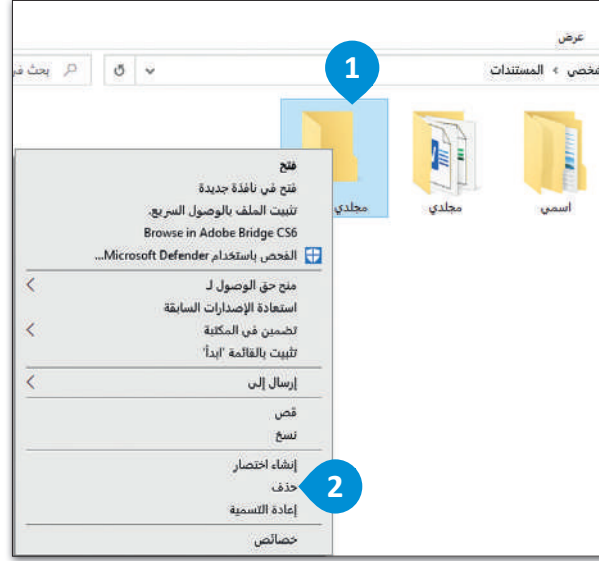 عرض
شخصي › المستندات
بحث في
1
اسمي
مجلدي
مجلدي
فتح
فتح في نافذة جديدة
تثبيت الملف بالوصول السريع.
Browse in Adobe Bridge CS6
الفحص باستخدام Microsoft Defender...
منح حق الوصول لـ
استعادة الإصدارات السابقة
تضمين في المكتبة
تثبيت بالقائمة 'ابدأ'
إرسال إلى
قص
نسخ
إنشاء اختصار
حذف
2
إعادة التسمية
خصائص